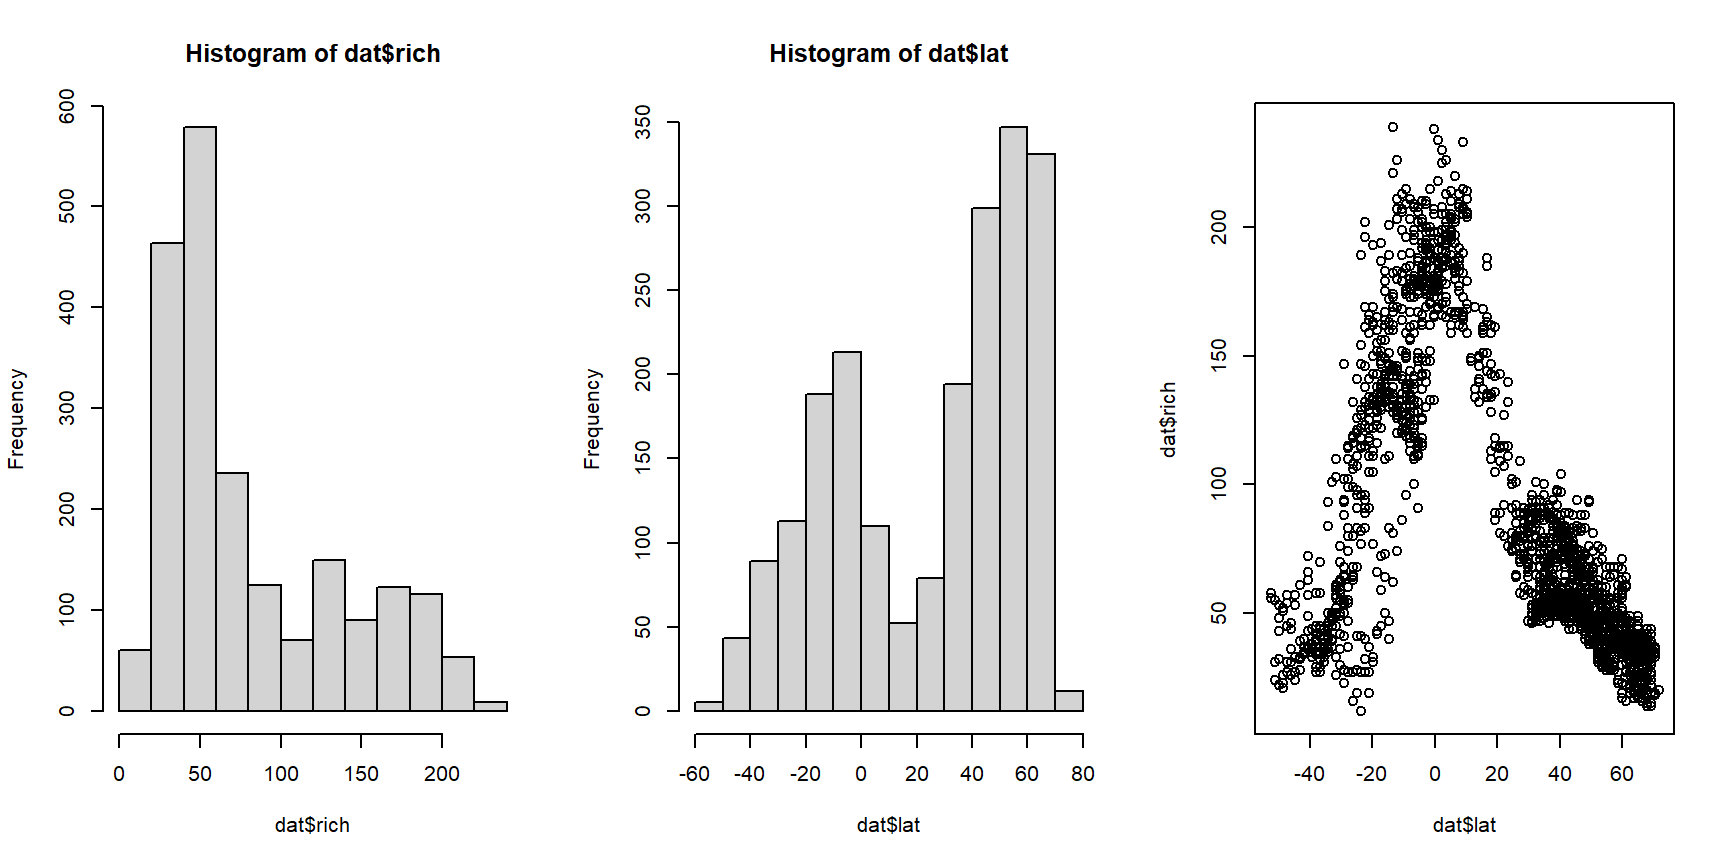 Histogram of dat$rich
Frequency
0 100 200 300 400 500 600
0 50 100 150 200
dat$rich
Histogram of dat$lat
Frequency
0 50 100 150 200 250 300 350
-60 -40 -20 0 20 40 60 80
dat$lat
dat$rich
50 100 150 200
-40 -20 0 20 40 60
dat$lat